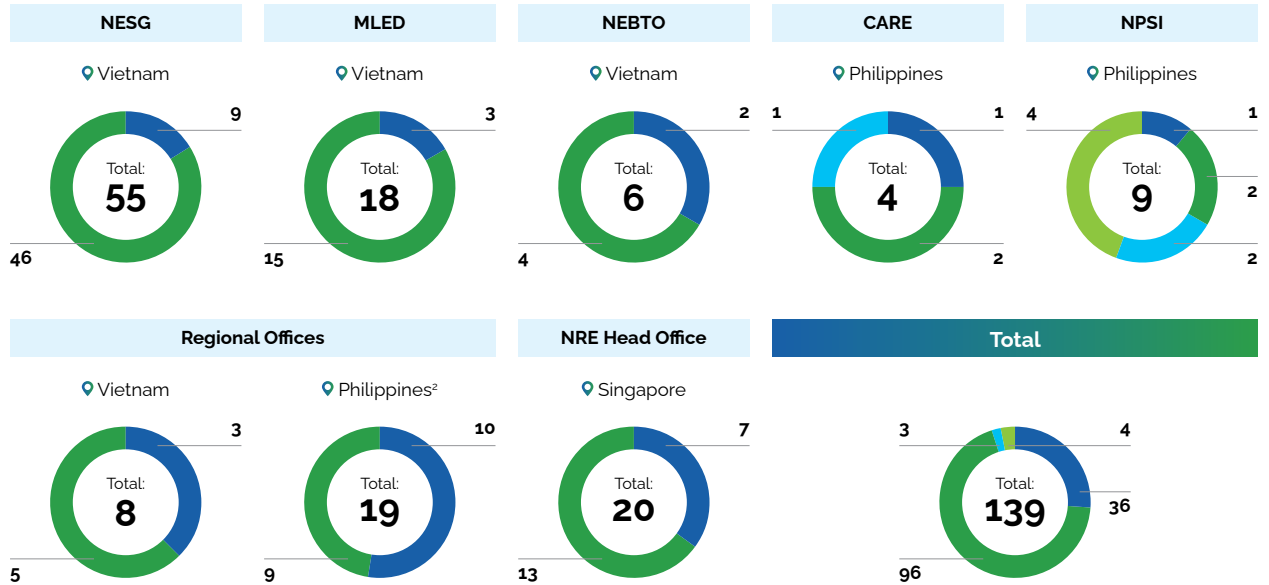 NESG
MLED
NEBTO
CARE
NPSI
Vietnam
Vietnam
Vietnam
Philippines
Philippines
9
3
2
1
1
4
1
Total:
55
Total:
18
Total:
6
Total:
4
Total:
9
2
46
15
4
2
2
Regional Offices
NRE Head Office
Total
Vietnam
Philippines²
Singapore
3
10
7
3
4
Total:
8
Total:
19
Total:
20
Total:
139
36
5
9
13
96